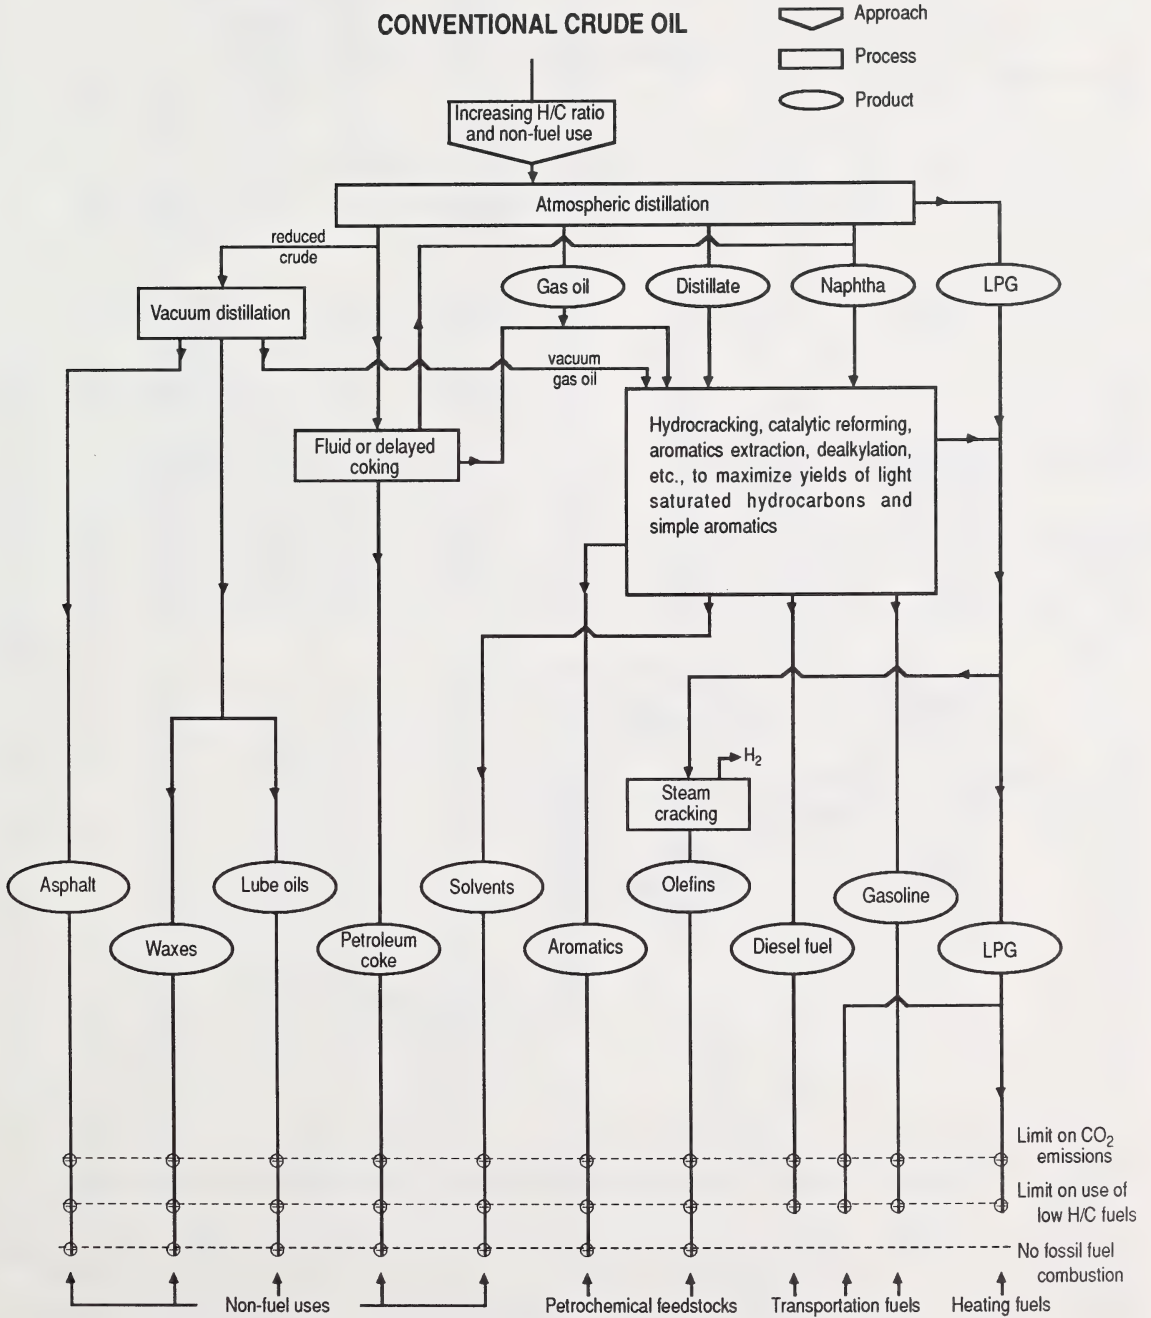 CONVENTIONAL CRUDE OIL
Approach
Process
Product
Increasing H/C ratio
and non-fuel use
Atmospheric distillation
reduced
crude
Gas oil
Distillate
Naphtha
LPG
Vacuum distillation
vacuum
gas oil
Fluid or delayed
coking
Hydrocracking, catalytic reforming,
aromatics extraction, dealkylation,
etc., to maximize yields of light
saturated hydrocarbons and
simple aromatics
H₂
Steam
cracking
Asphalt
Lube oils
Solvents
Olefins
Gasoline
Waxes
Petroleum
coke
Aromatics
Diesel fuel
LPG
Limit on CO₂
emissions
Limit on use of
low H/C fuels
No fossil fuel
combustion
Non-fuel uses
Petrochemical feedstocks
Transportation fuels
Heating fuels